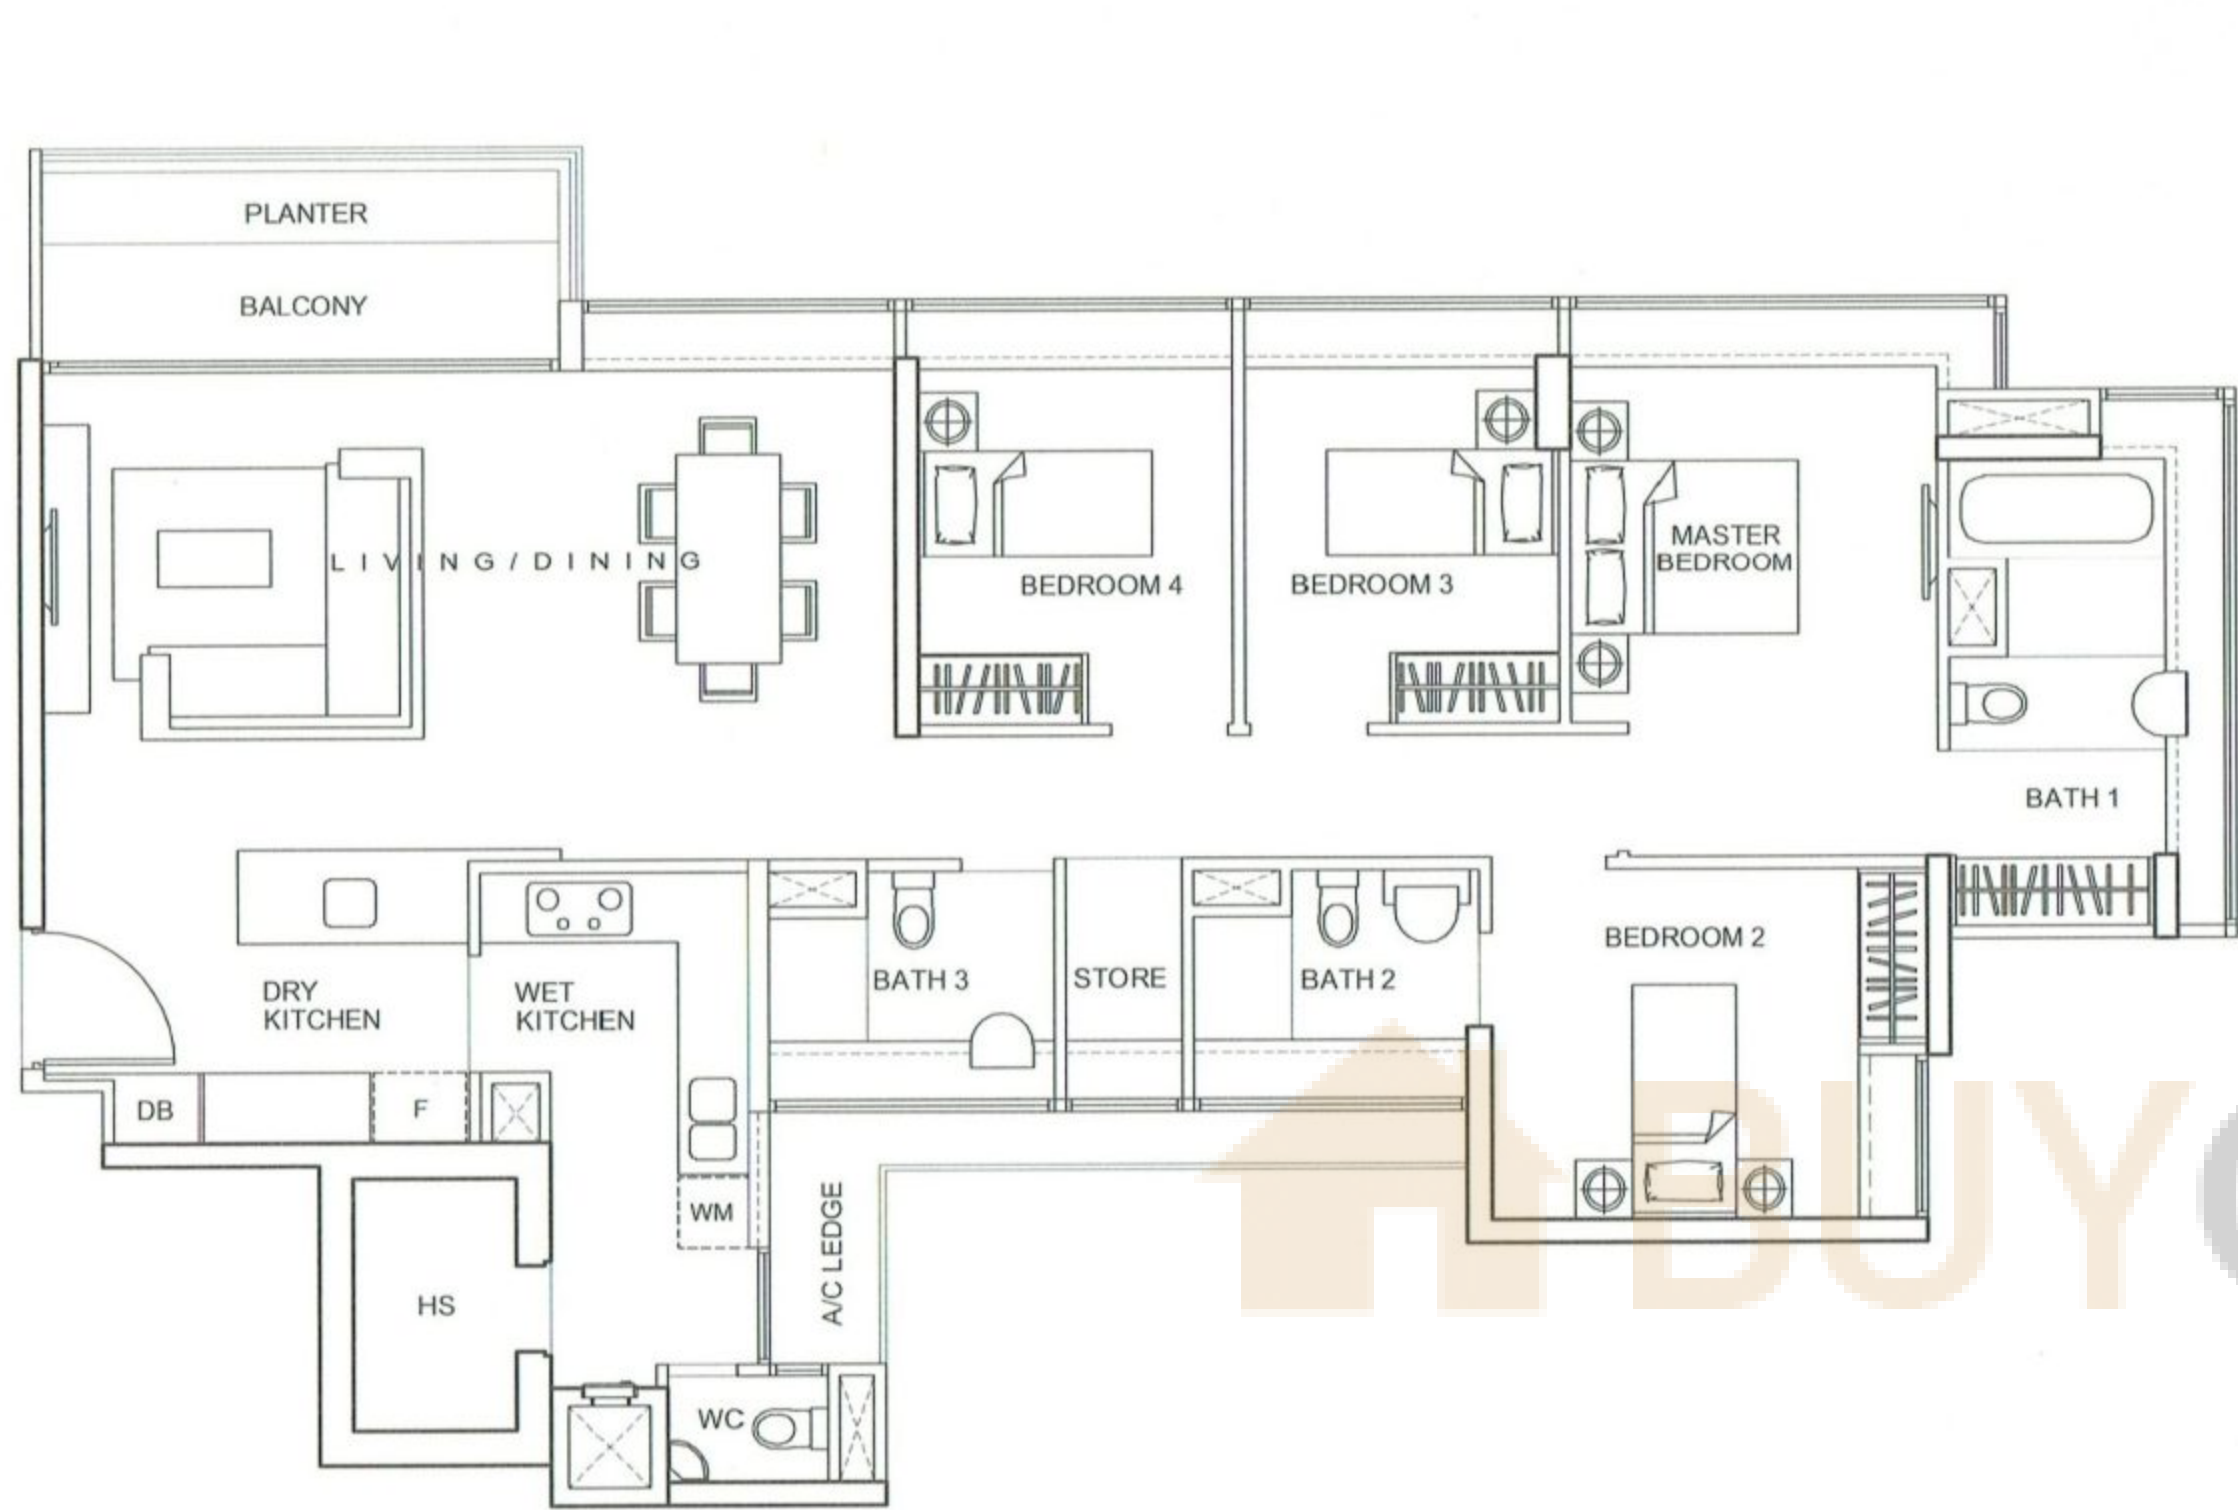 PLANTER
BALCONY
LIVING/DINING
BEDROOM 4
BEDROOM 3
MASTER
BEDROOM
BATH 1
DRY
KITCHEN
WET
KITCHEN
BATH 3
STORE
BATH 2
BEDROOM 2
DB
F
WM
A/C LEDGE
HS
WC
BUY